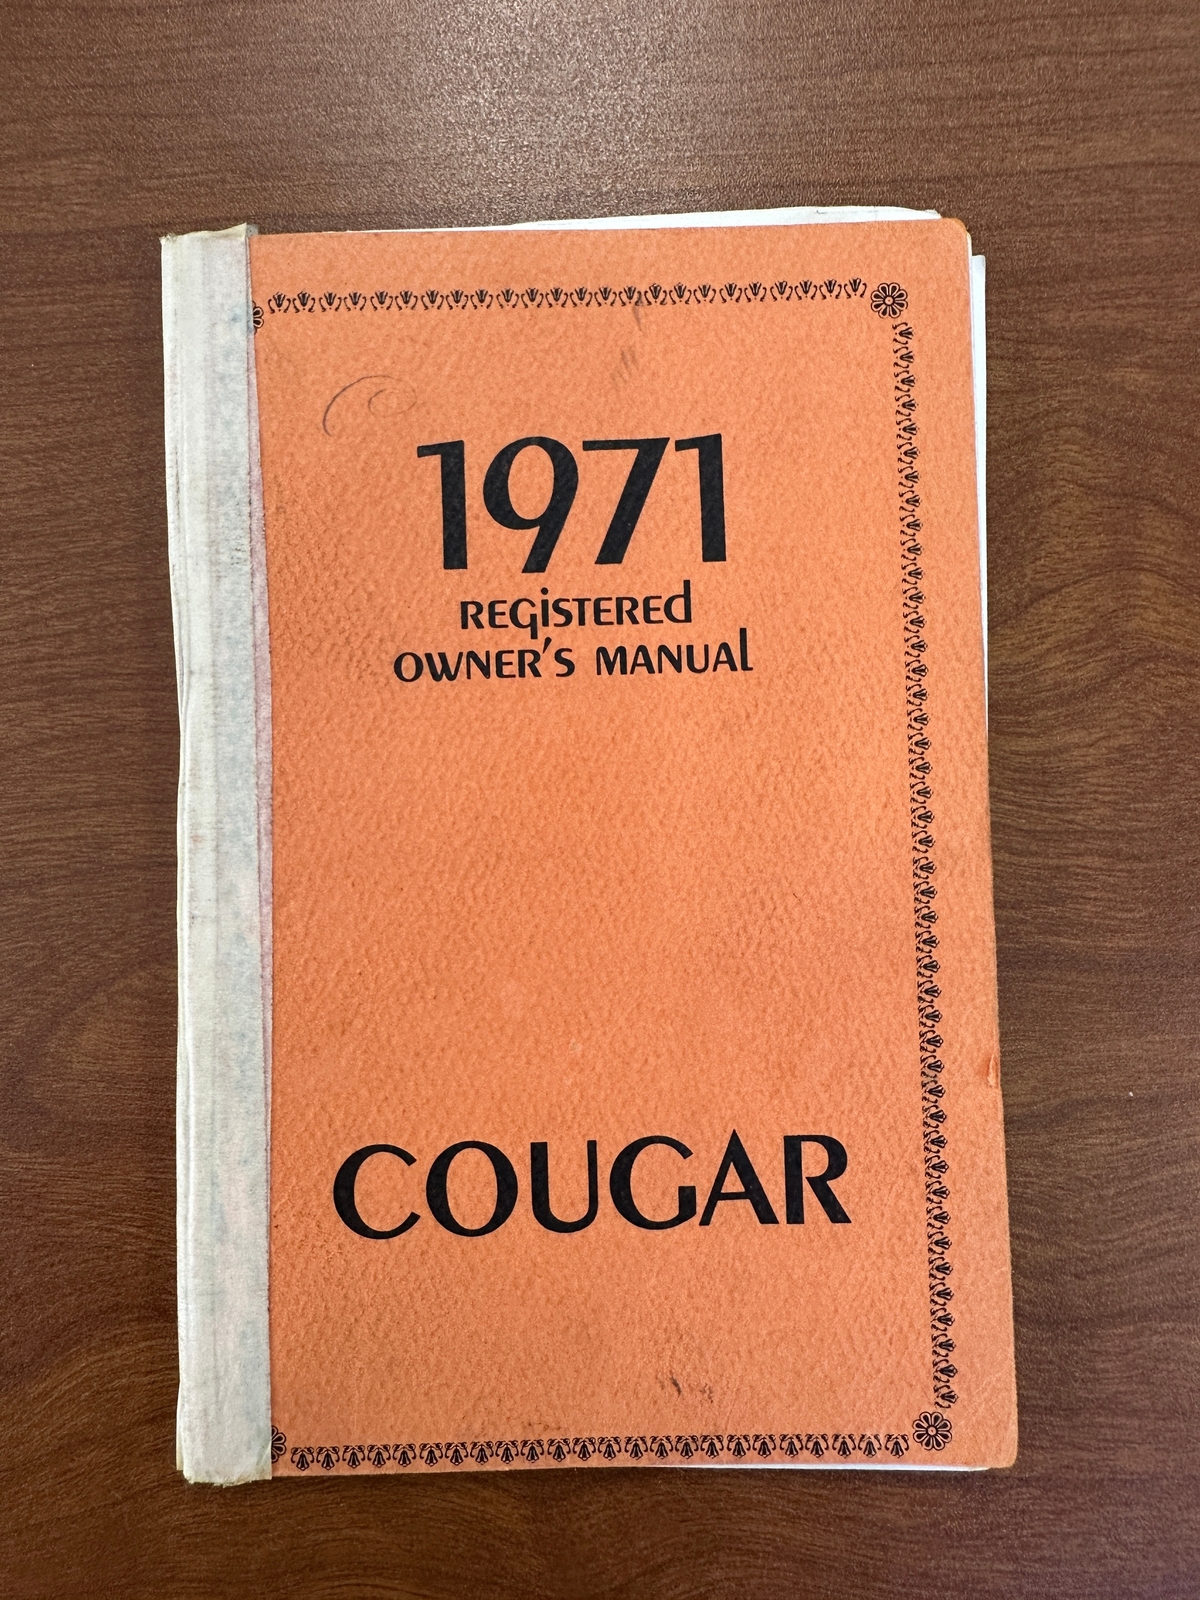 1971
REGiSTEREd
OWNER'S MANUAl
COUGAR